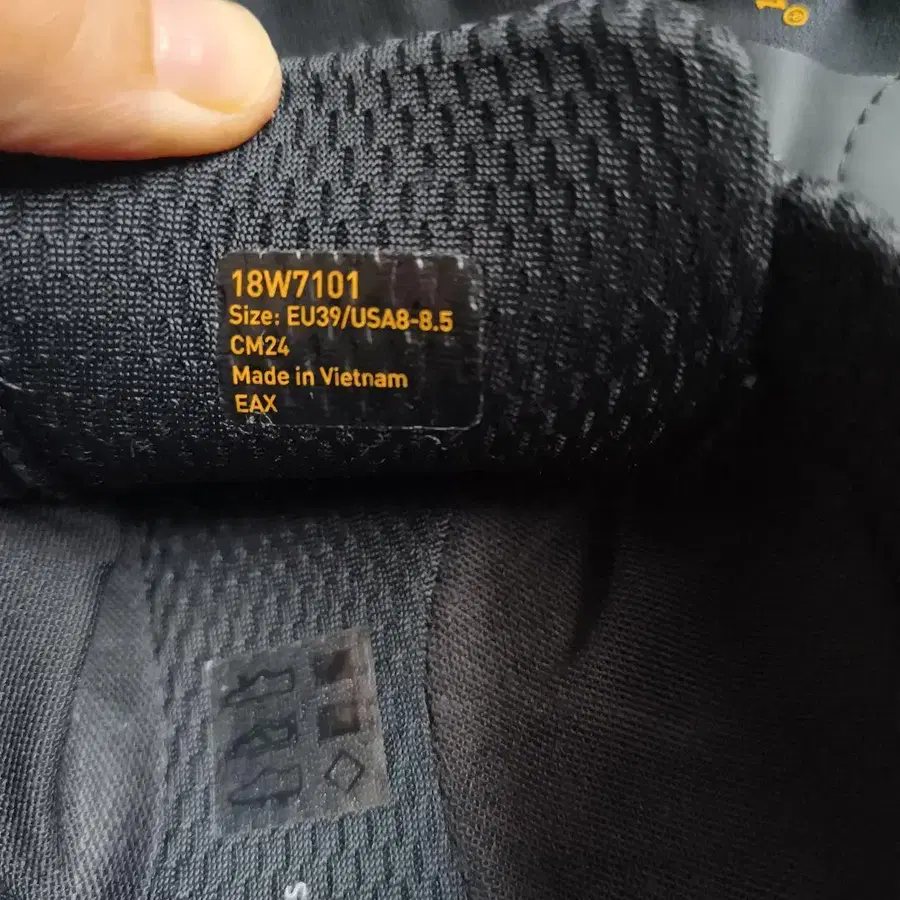 18W7101
Size: EU39/USA8-8.5
CM24
Made in Vietnam
EAX